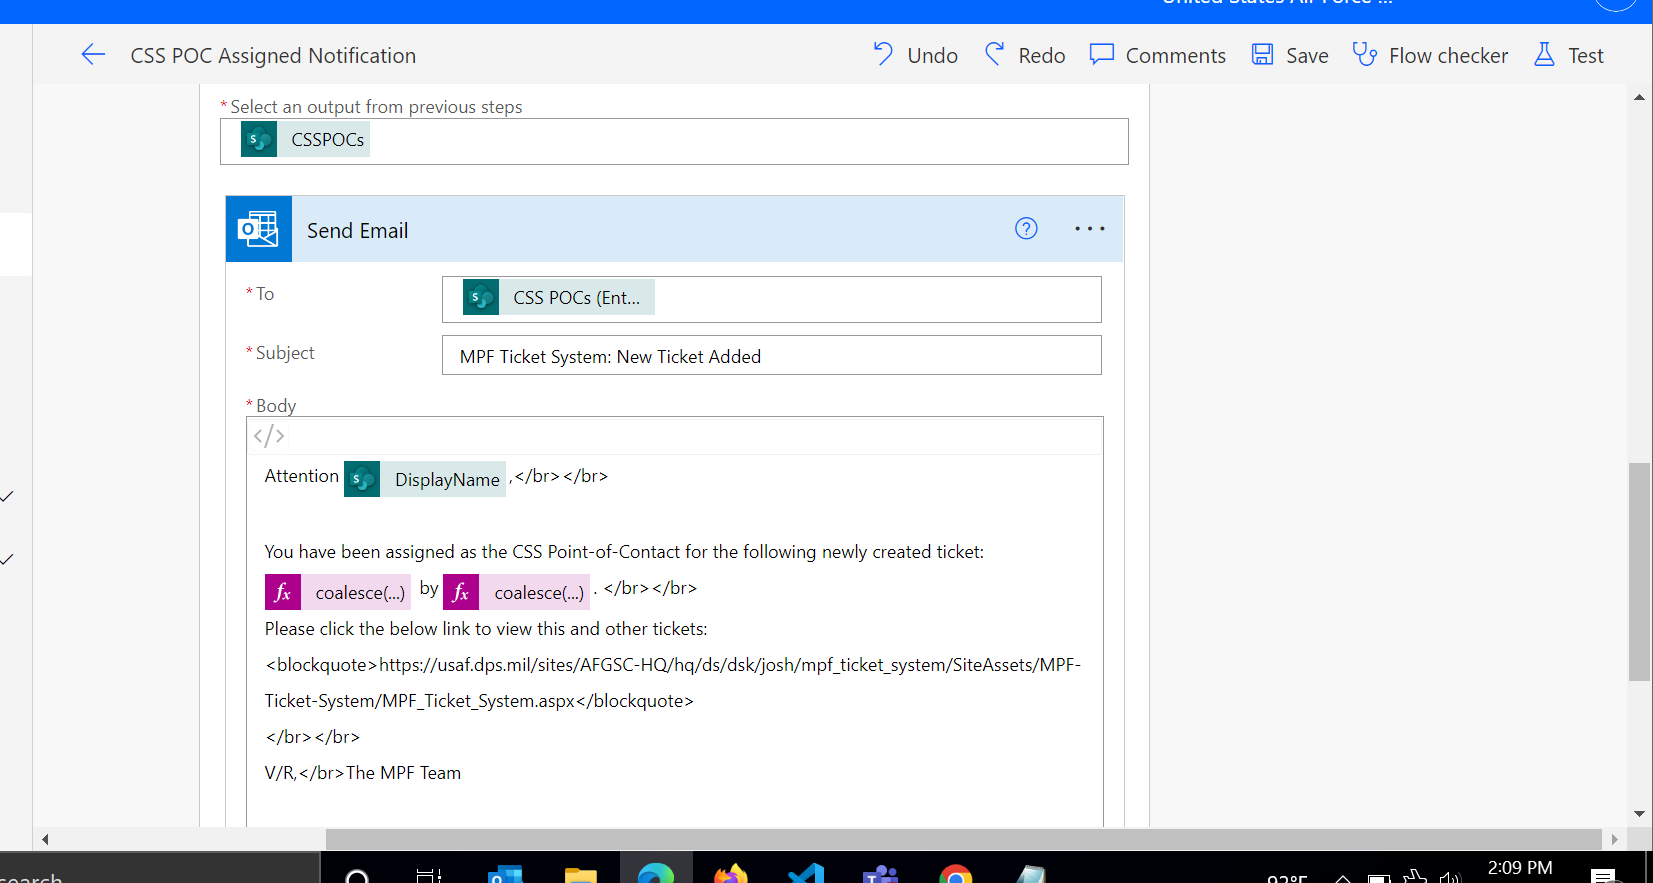 CSS POC Assigned Notification
Undo
Redo
Comments
Save
Flow checker
Test
* Select an output from previous steps
CSSPOCs
Send Email
* To
CSS POCs (Ent...
* Subject
MPF Ticket System: New Ticket Added
* Body
</>
Attention DisplayName ,</br></br>
You have been assigned as the CSS Point-of-Contact for the following newly created ticket:
fx coalesce(...) by fx coalesce(...) . </br></br>
Please click the below link to view this and other tickets:
<blockquote>https://usaf.dps.mil/sites/AFGSC-HQ/hq/ds/dsk/josh/mpf_ticket_system/SiteAssets/MPF-
Ticket-System/MPF_Ticket_System.aspx</blockquote>
</br></br>
V/R,</br>The MPF Team
2:09 PM